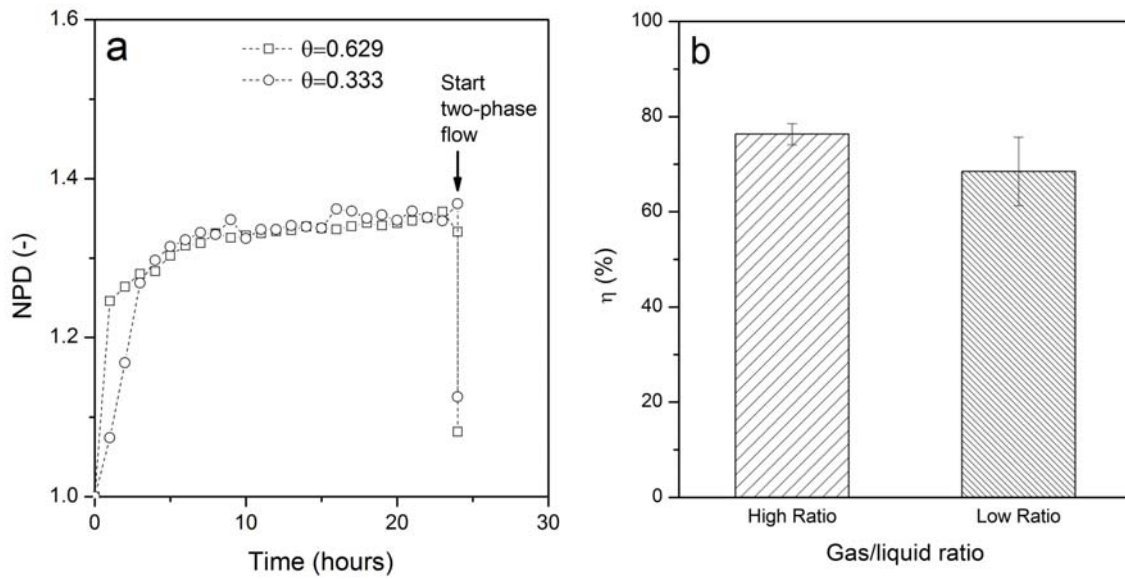 a
θ=0.629
θ=0.333
Start
two-phase
flow
NPD (-)
1.6
1.4
1.2
1.0
0
10
20
30
Time (hours)
b
η (%)
100
80
60
40
20
0
High Ratio
Low Ratio
Gas/liquid ratio